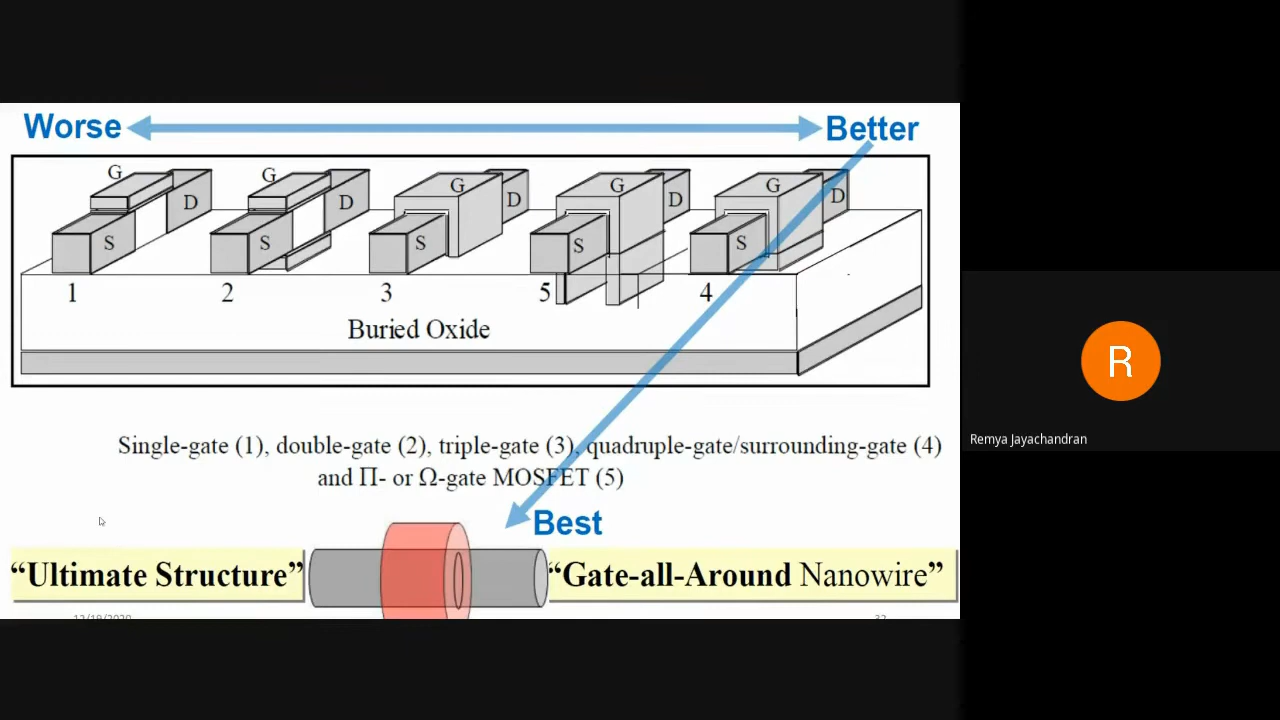 Worse
Better
G
D
S
G
D
S
G
D
S
G
D
S
G
D
S
1
2
3
5
4
Buried Oxide
Single-gate (1), double-gate (2), triple-gate (3), quadruple-gate/surrounding-gate (4)
and Π- or Ω-gate MOSFET (5)
Best
“Ultimate Structure”
“Gate-all-Around Nanowire”
R
Remya Jayachandran